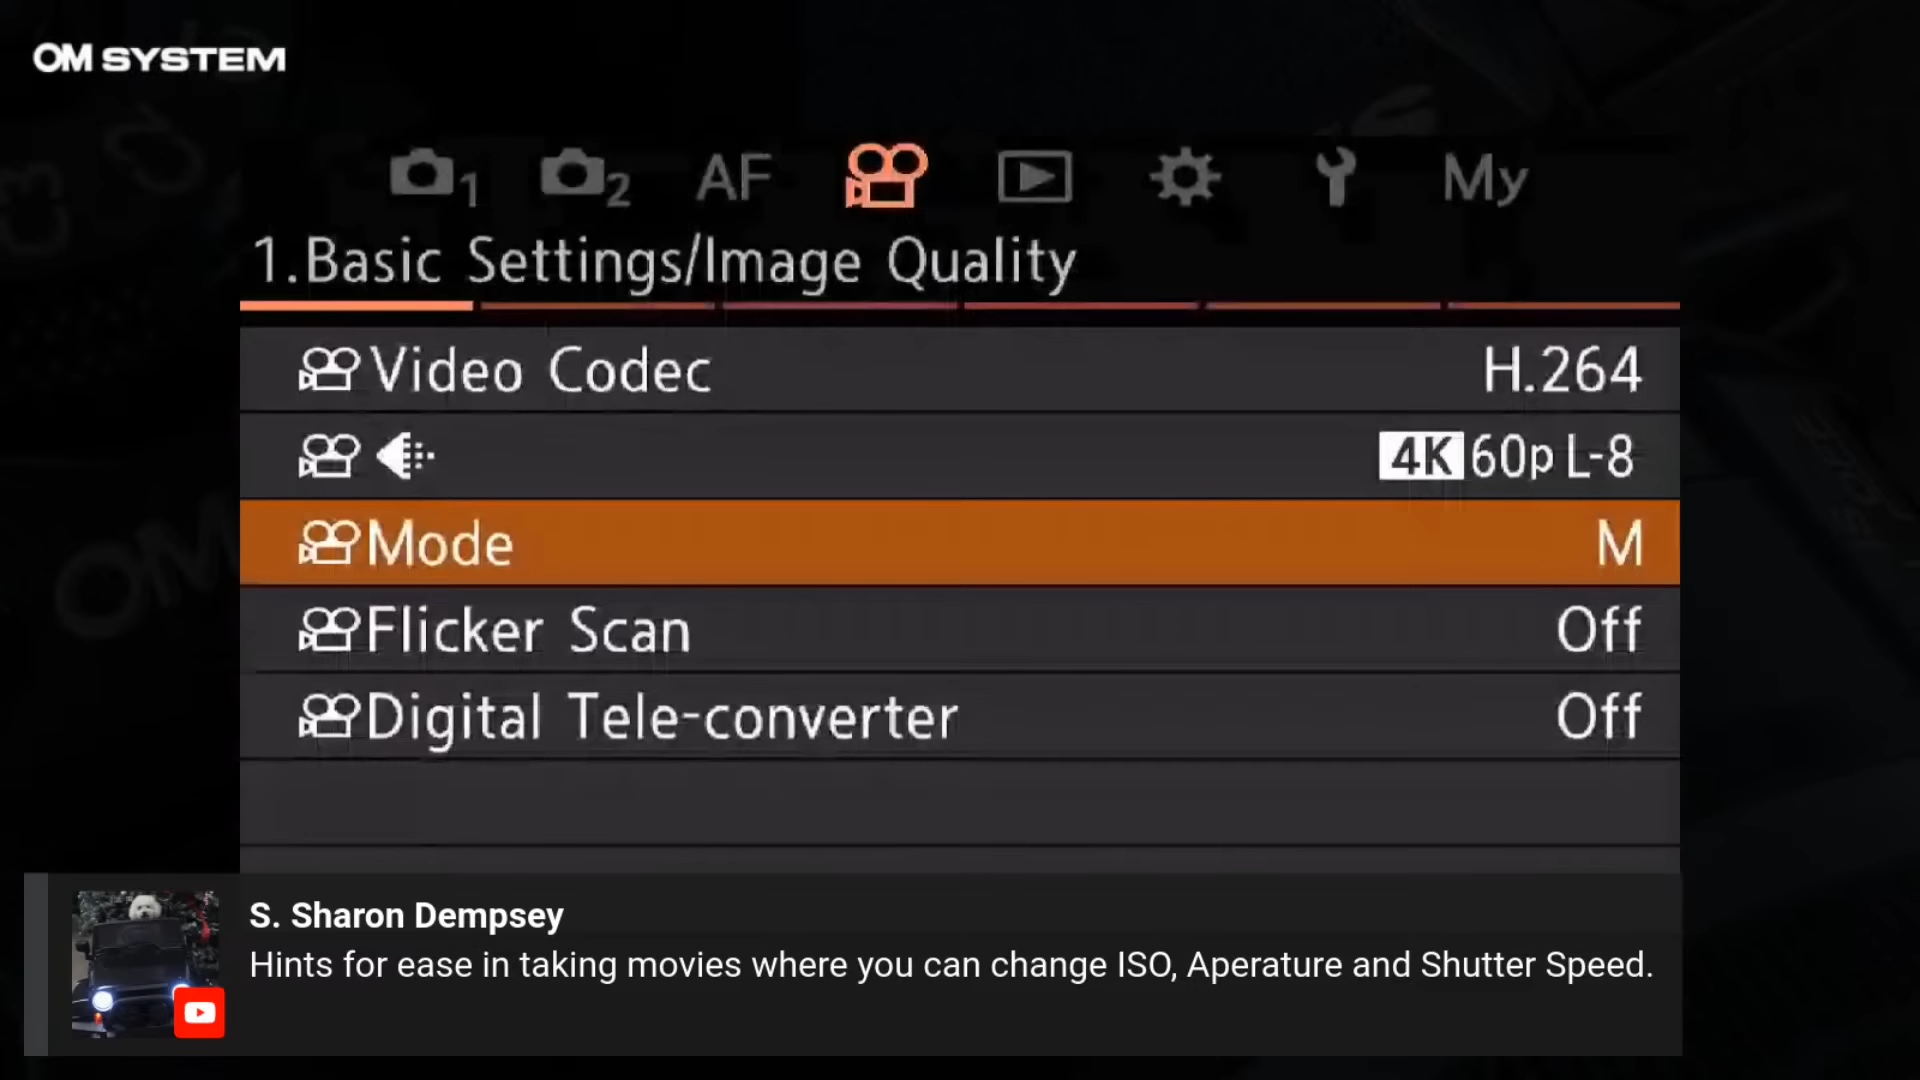 OM SYSTEM
1 2 AF My
1.Basic Settings/Image Quality
Video Codec H.264
4K 60p L-8
Mode M
Flicker Scan Off
Digital Tele-converter Off
S. Sharon Dempsey
Hints for ease in taking movies where you can change ISO, Aperature and Shutter Speed.